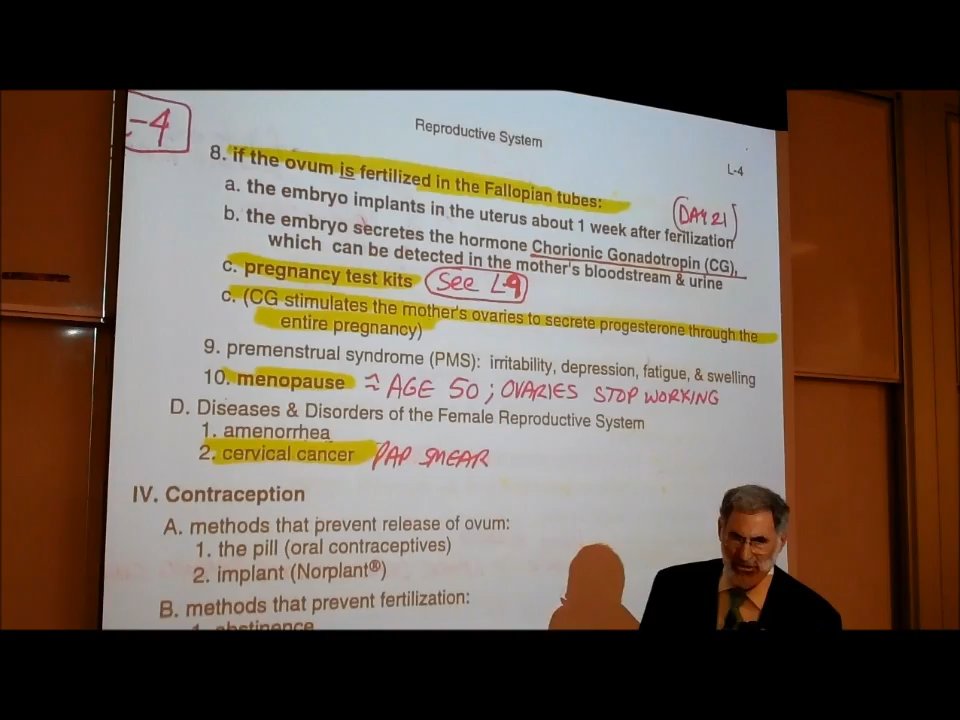 -4
Reproductive System
L-4
8. if the ovum is fertilized in the Fallopian tubes:
a. the embryo implants in the uterus about 1 week after ferilization
DAY 21
b. the embryo secretes the hormone Chorionic Gonadotropin (CG),
which can be detected in the mother's bloodstream & urine
c. pregnancy test kits (See L-9)
c. (CG stimulates the mother's ovaries to secrete progesterone through the
entire pregnancy)
9. premenstrual syndrome (PMS): irritability, depression, fatigue, & swelling
10. menopause ≈ AGE 50; OVARIES STOP WORKING
D. Diseases & Disorders of the Female Reproductive System
1. amenorrhea
2. cervical cancer PAP SMEAR
IV. Contraception
A. methods that prevent release of ovum:
1. the pill (oral contraceptives)
2. implant (Norplant®)
B. methods that prevent fertilization:
1. abstinence